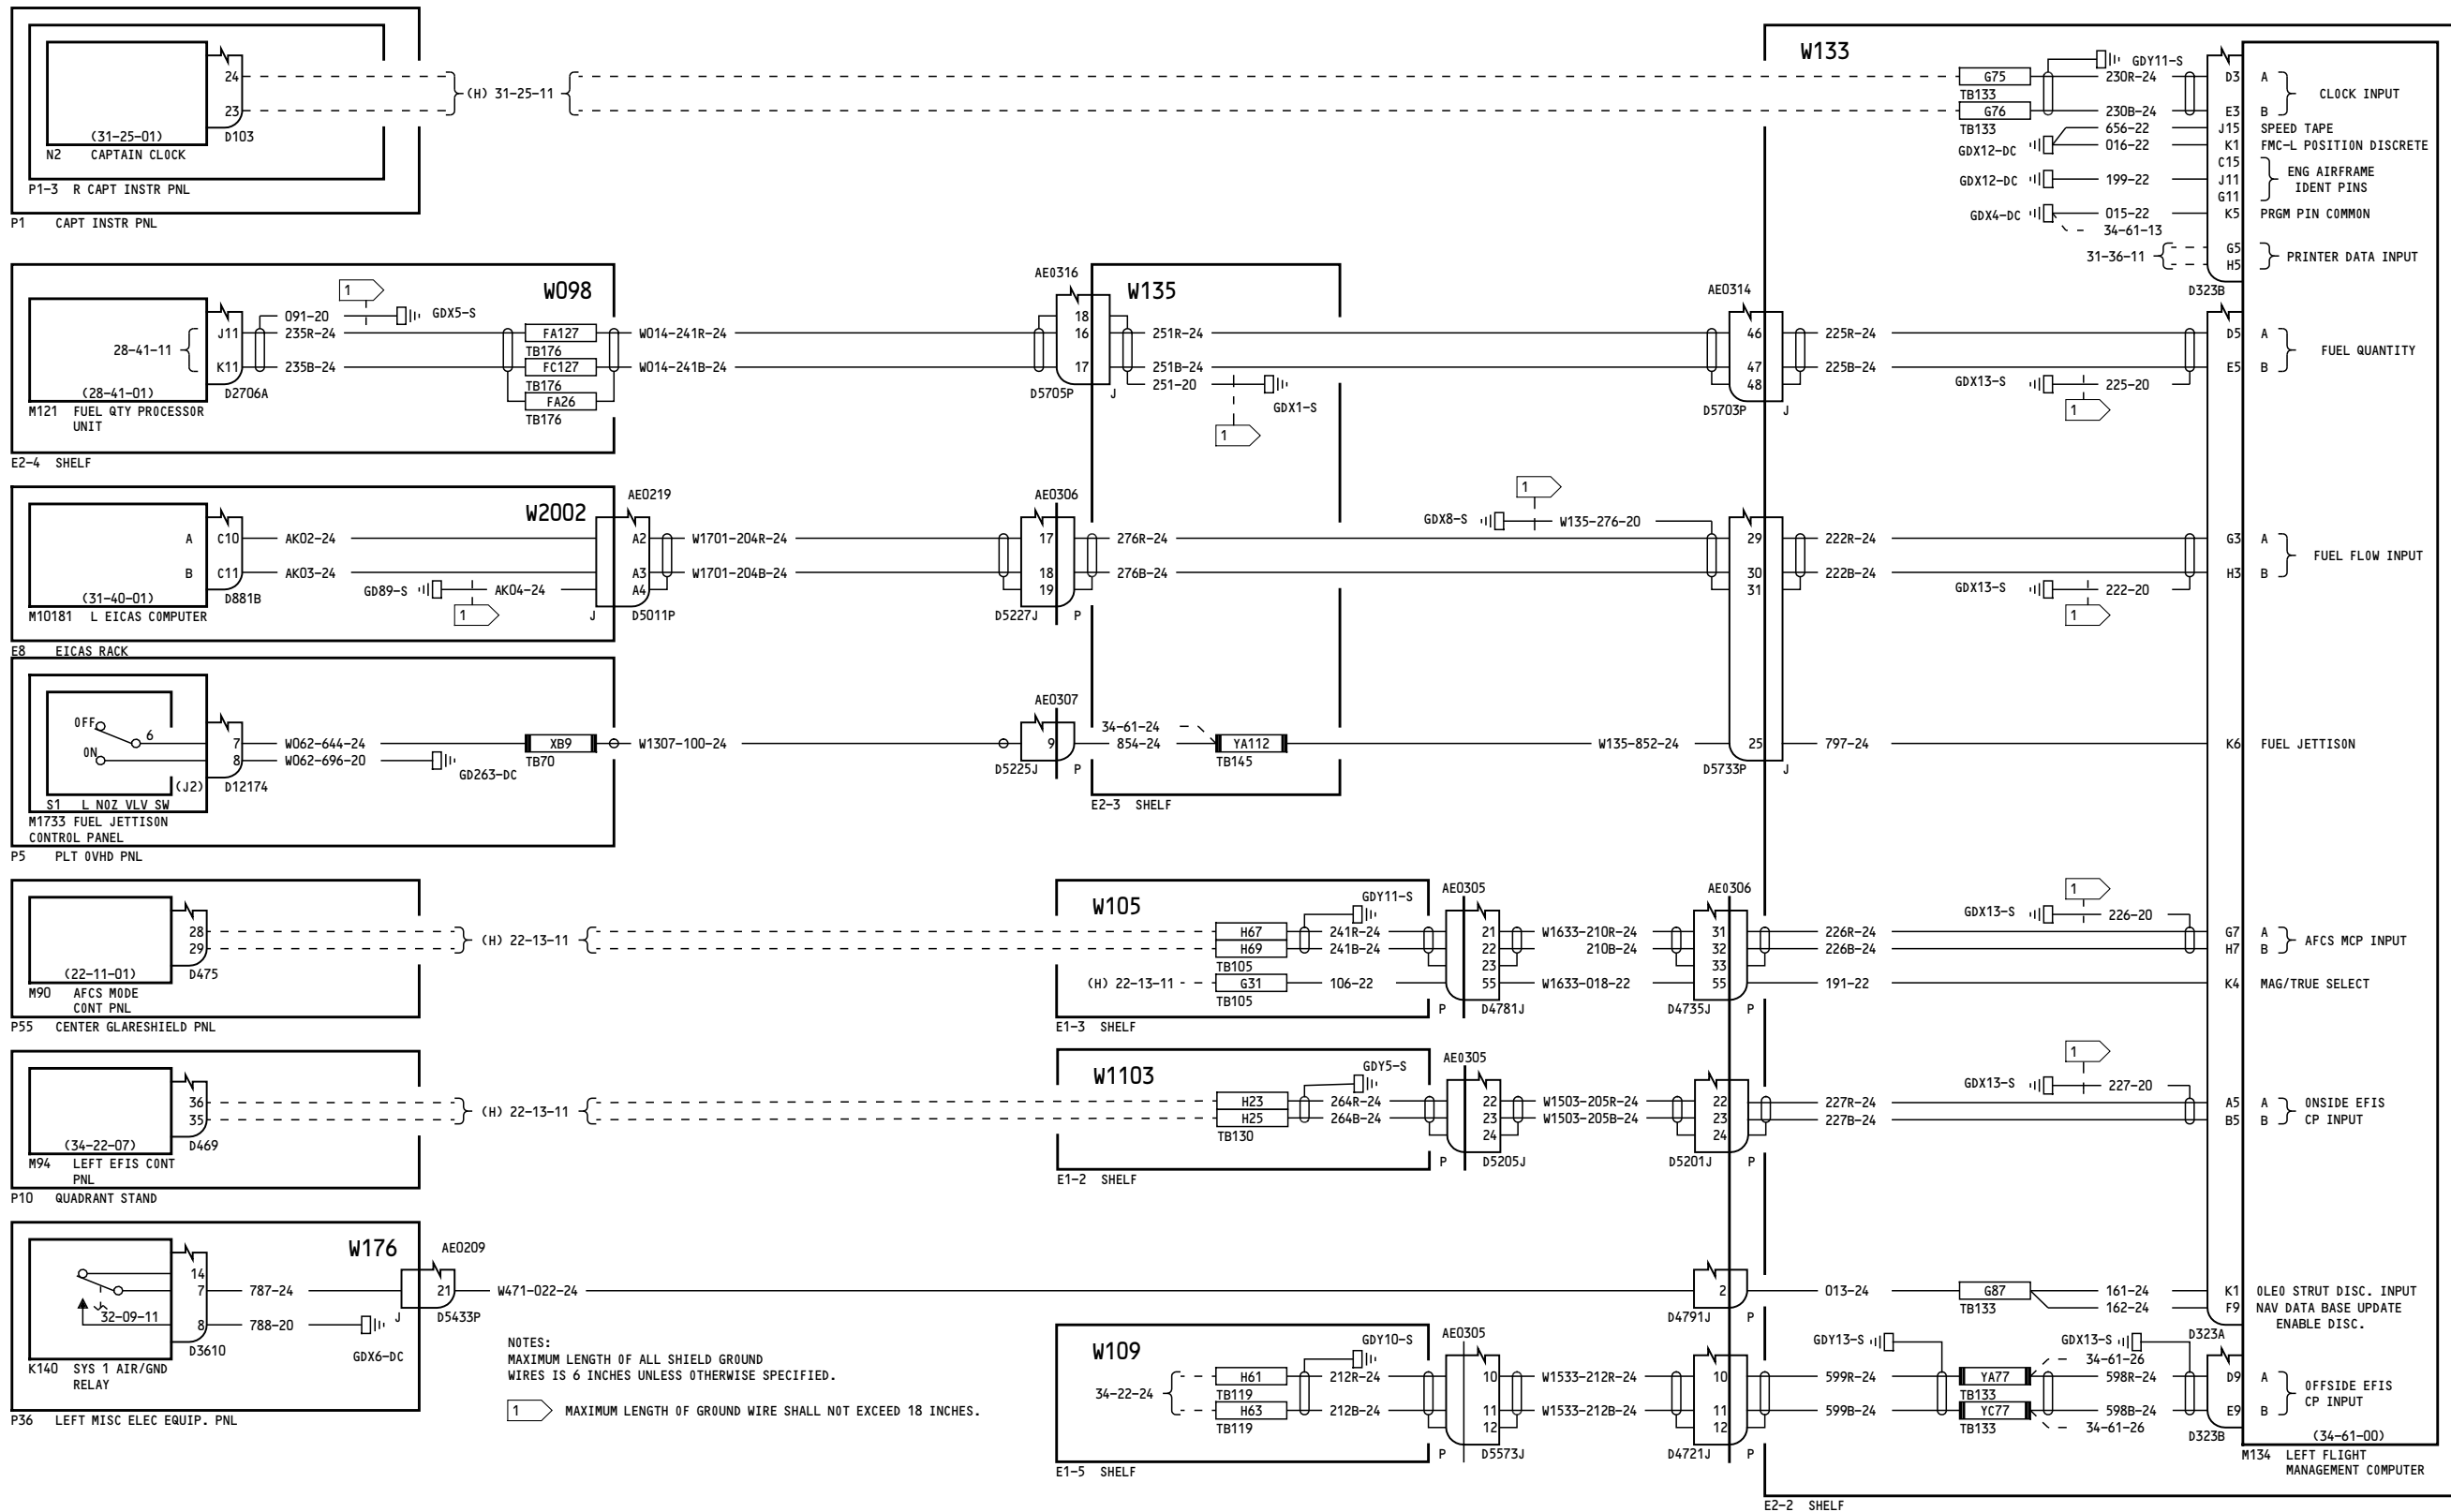 W133
24
23
(31-25-01)
D103
N2 CAPTAIN CLOCK
P1-3 R CAPT INSTR PNL
P1 CAPT INSTR PNL
(H) 31-25-11
G75
TB133
G76
TB133
GDY11-S
230R-24 D3 A
230B-24 E3 B
CLOCK INPUT
656-22 J15 SPEED TAPE
GDX12-DC 016-22 K1 FMC-L POSITION DISCRETE
C15
GDX12-DC 199-22 J11
G11
ENG AIRFRAME
IDENT PINS
GDX4-DC 015-22 K5 PRGM PIN COMMON
34-61-13
31-36-11 G5
H5
PRINTER DATA INPUT
D323B
W098
1
091-20 GDX5-S
28-41-11
J11 235R-24 FA127 W014-241R-24
TB176
K11 235B-24 FC127 W014-241B-24
TB176
FA26
TB176
(28-41-01)
D2706A
M121 FUEL QTY PROCESSOR
UNIT
E2-4 SHELF
AE0316
W135
18
16 251R-24
17 251B-24
251-20
GDX1-S
D5705P J
1
AE0314
46 225R-24 D5 A
47 225B-24 E5 B
48
FUEL QUANTITY
D5703P J
GDX13-S 225-20
1
W2002
AE0219
A C10 AK02-24 A2 W1701-204R-24
B C11 AK03-24 A3 W1701-204B-24
GD89-S AK04-24 A4
1
(31-40-01)
D881B
M10181 L EICAS COMPUTER
J D5011P
E8 EICAS RACK
AE0306
17 276R-24
18 276B-24
19
D5227J P
1
GDX8-S W135-276-20
29 222R-24 G3 A
30 222B-24 H3 B
31
FUEL FLOW INPUT
GDX13-S 222-20
1
OFF
6
ON
7 W062-644-24 XB9 W1307-100-24
TB70
8 W062-696-20
GD263-DC
(J2) D12174
S1 L NOZ VLV SW
M1733 FUEL JETTISON
CONTROL PANEL
P5 PLT OVHD PNL
AE0307
34-61-24
9 854-24 YA112 W135-852-24 25 797-24 K6 FUEL JETTISON
TB145
D5225J P
D5733P J
E2-3 SHELF
28
29
(22-11-01)
D475
M90 AFCS MODE
CONT PNL
P55 CENTER GLARESHIELD PNL
(H) 22-13-11
W105
GDY11-S
H67 241R-24
H69 241B-24
TB105
(H) 22-13-11 G31 106-22
TB105
E1-3 SHELF
AE0305
21 W1633-210R-24
22 210B-24
23
55 W1633-018-22
P D4781J
AE0306
31 226R-24 G7 A
32 226B-24 H7 B
33
55 191-22 K4 MAG/TRUE SELECT
D4735J P
1
GDX13-S 226-20
AFCS MCP INPUT
36
35
(34-22-07)
D469
M94 LEFT EFIS CONT
PNL
P10 QUADRANT STAND
(H) 22-13-11
W1103
GDY5-S
H23 264R-24
H25 264B-24
TB130
E1-2 SHELF
AE0305
22 W1503-205R-24
23 W1503-205B-24
24
P D5205J
22 227R-24 A5 A
23 227B-24 B5 B
24
D5201J P
1
GDX13-S 227-20
ONSIDE EFIS
CP INPUT
W176
AE0209
14
7 787-24 21 W471-022-24
32-09-11
8 788-20
GDX6-DC
J D5433P
D3610
K140 SYS 1 AIR/GND
RELAY
P36 LEFT MISC ELEC EQUIP. PNL
2 013-24 G87 161-24 K1 OLEO STRUT DISC. INPUT
TB133 162-24 F9 NAV DATA BASE UPDATE
ENABLE DISC.
D4791J P
D323A
NOTES:
MAXIMUM LENGTH OF ALL SHIELD GROUND
WIRES IS 6 INCHES UNLESS OTHERWISE SPECIFIED.
1 MAXIMUM LENGTH OF GROUND WIRE SHALL NOT EXCEED 18 INCHES.
W109
GDY10-S
34-22-24
H61 212R-24
TB119
H63 212B-24
TB119
E1-5 SHELF
AE0305
10 W1533-212R-24
11 W1533-212B-24
12
P D5573J
10 599R-24 YA77 598R-24 D9 A
TB133
11 599B-24 YC77 598B-24 E9 B
TB133
12
D4721J P
GDY13-S
GDX13-S
34-61-26
34-61-26
OFFSIDE EFIS
CP INPUT
D323B
(34-61-00)
M134 LEFT FLIGHT
MANAGEMENT COMPUTER
E2-2 SHELF